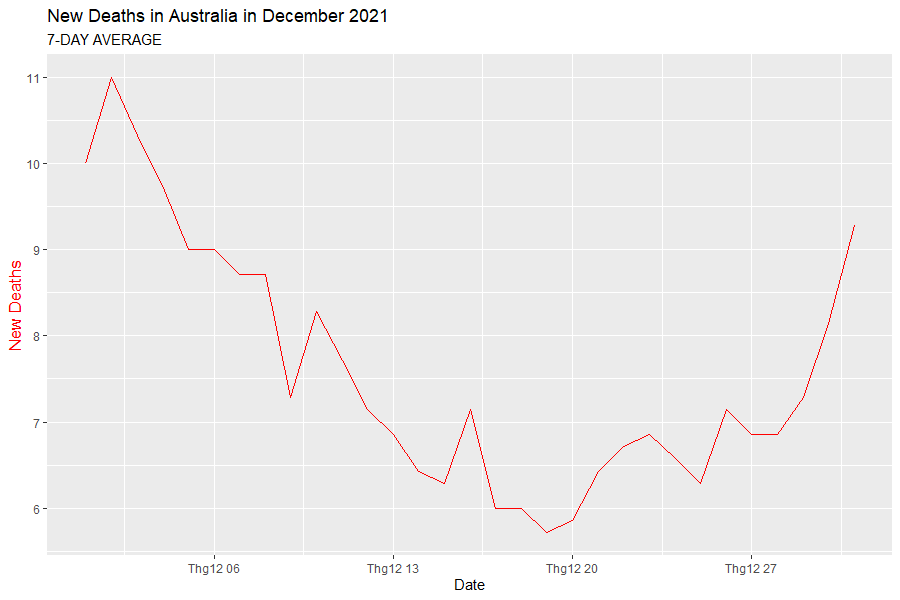 New Deaths in Australia in December 2021
7-DAY AVERAGE
11
10
9
8
7
6
New Deaths
Thg12 06
Thg12 13
Thg12 20
Thg12 27
Date